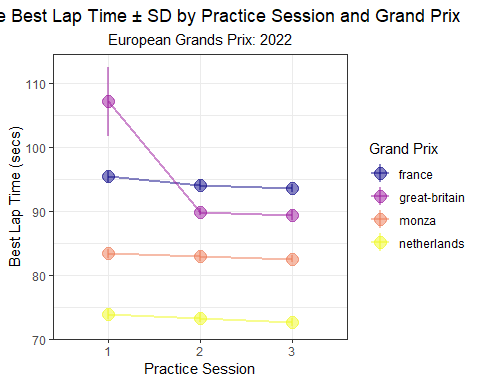 e Best Lap Time ± SD by Practice Session and Grand Prix
European Grands Prix: 2022
Best Lap Time (secs)
110
100
90
80
70
1 2 3
Practice Session
Grand Prix
france
great-britain
monza
netherlands